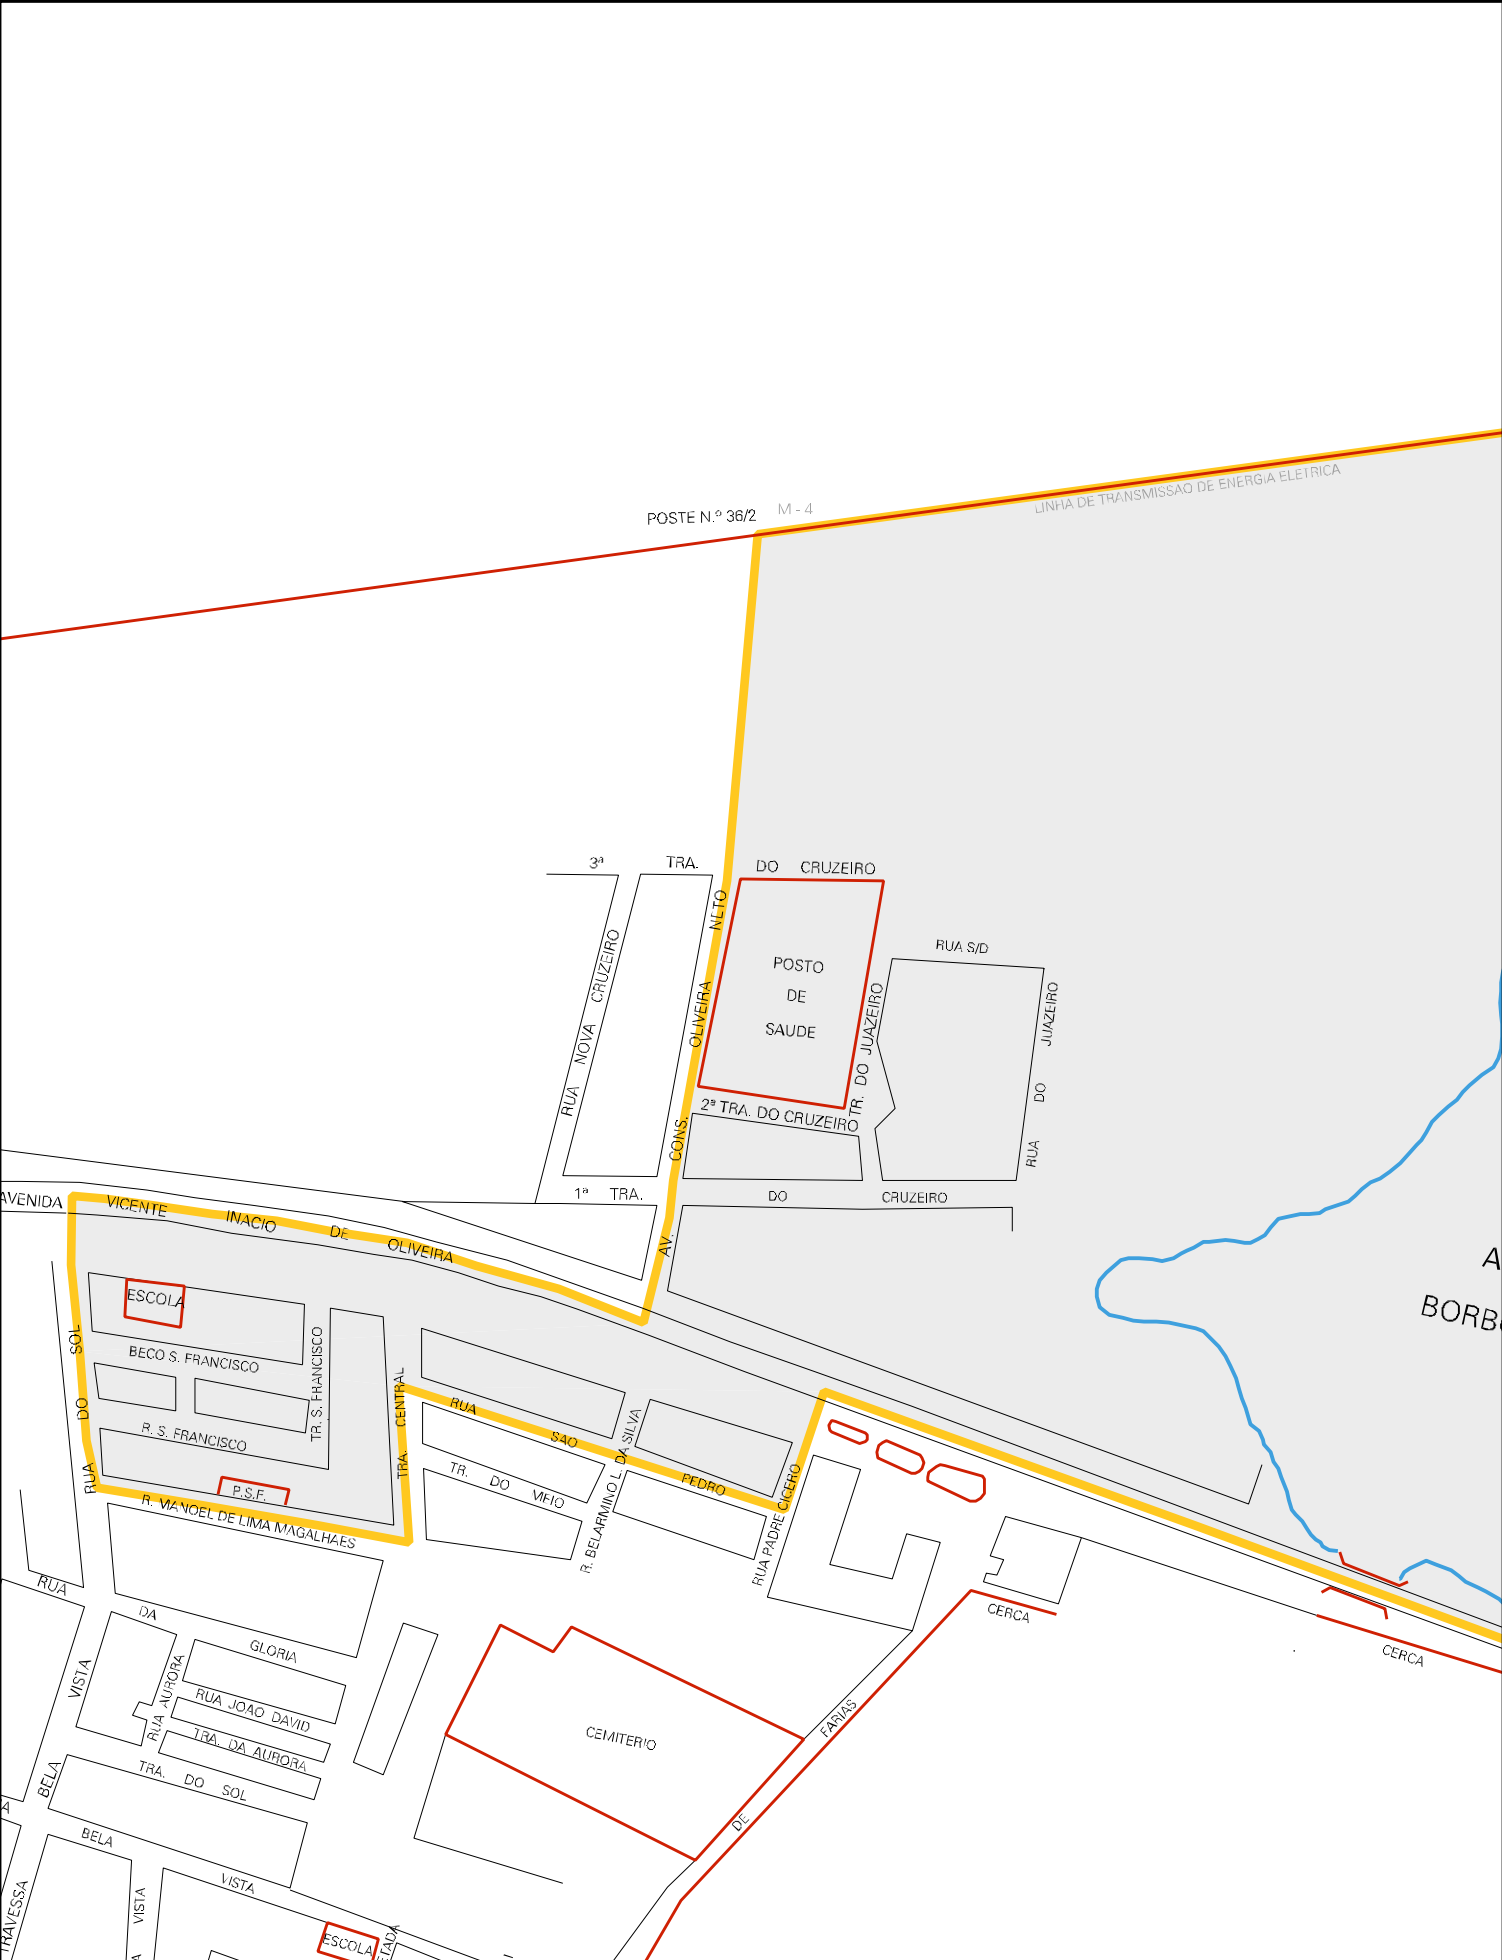 LINHA DE TRANSMISSAO DE ENERGIA ELETRICA
POSTE N.º 36/2
M - 4
3ª TRA. DO CRUZEIRO
RUA NOVA CRUZEIRO
AV. CONS. OLIVEIRA NETO
POSTO
DE
SAUDE
RUA S/D
TR. DO JUAZEIRO
RUA DO JUAZEIRO
2ª TRA. DO CRUZEIRO
1ª TRA. DO CRUZEIRO
AVENIDA VICENTE INACIO DE OLIVEIRA
BORB
ESCOLA
RUA DO SOL
BECO S. FRANCISCO
TR. S. FRANCISCO
R. S. FRANCISCO
TRA. CENTRAL
P.S.F.
R. MANOEL DE LIMA MAGALHAES
RUA SAO PEDRO
TR. DO MEIO
R. BELARMINO L. DA SILVA
RUA PADRE CICERO
CERCA
CERCA
RUA DA GLORIA
BELA VISTA
RUA AURORA
RUA JOAO DAVID
TRA. DA AURORA
TRA. DO SOL
CEMITERIO
DE FARIAS
BELA VISTA
VISTA
TRAVESSA
ESCOLA
TADA